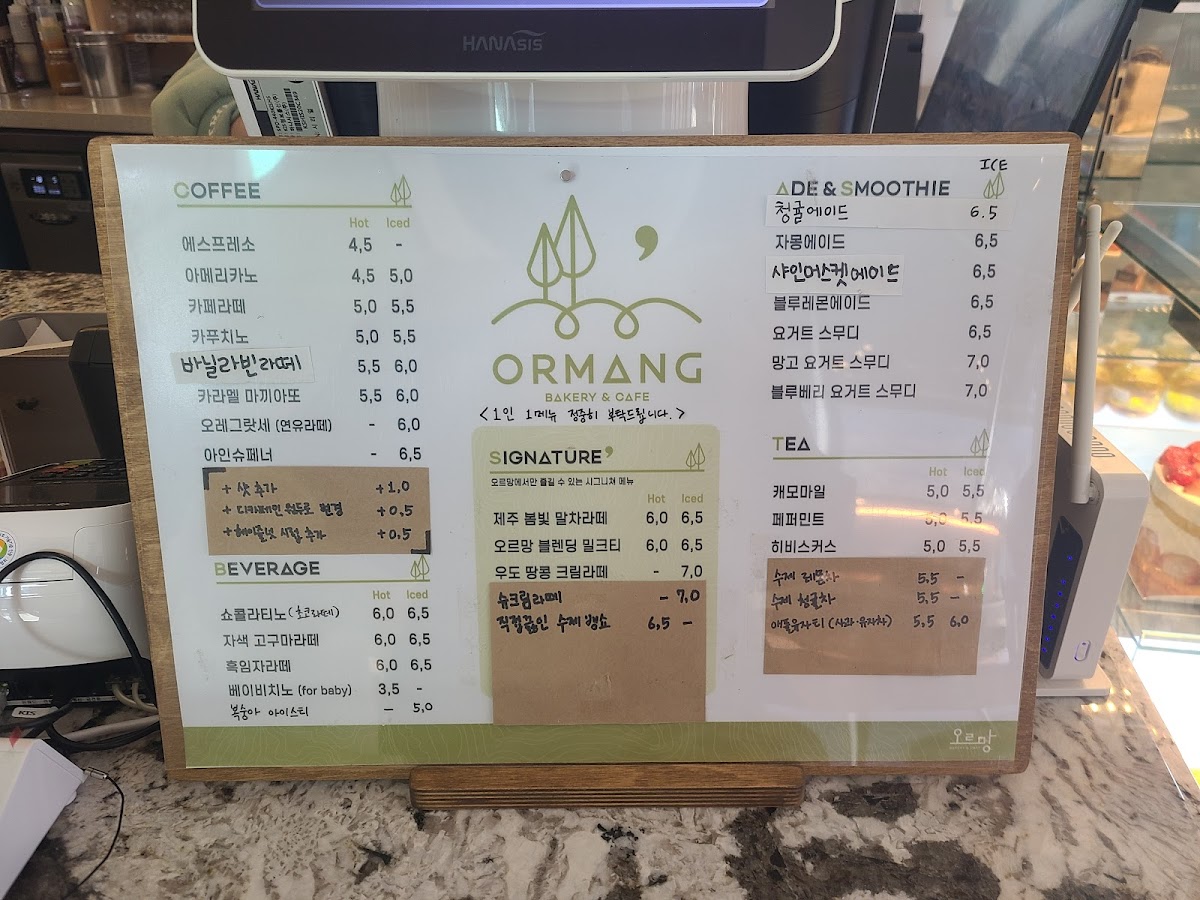 HANASIS
COFFEE
Hot Iced
에스프레소 4,5 -
아메리카노 4,5 5,0
카페라떼 5,0 5,5
카푸치노 5,0 5,5
바닐라빈라떼 5,5 6,0
카라멜 마끼아또 5,5 6,0
오레그랏세 (연유라떼) - 6,0
아인슈페너 - 6,5
+ 샷 추가 +1,0
+ 디카페인 원두로 변경 +0,5
+ 헤이즐넛 시럽 추가 +0,5
BEVERAGE
Hot Iced
쇼콜라티노 (초코라떼) 6,0 6,5
자색 고구마라떼 6,0 6,5
흑임자라떼 6,0 6,5
베이비치노 (for baby) 3,5 -
복숭아 아이스티 - 5,0
ORMANG
BAKERY & CAFE
<1인 1메뉴 정중히 부탁드립니다.>
SIGNATURE'
오르망에서만 즐길 수 있는 시그니쳐 메뉴
Hot Iced
제주 봄빛 말차라떼 6,0 6,5
오르망 블렌딩 밀크티 6,0 6,5
우도 땅콩 크림라떼 - 7,0
슈크림라떼 - 7,0
직접끓인 수제 뱅쇼 6,5 -
ICE
ADE & SMOOTHIE
청귤에이드 6.5
자몽에이드 6,5
샤인머스켓에이드 6,5
블루레몬에이드 6,5
요거트 스무디 6,5
망고 요거트 스무디 7,0
블루베리 요거트 스무디 7,0
TEA
Hot Iced
캐모마일 5,0 5,5
페퍼민트 5,0 5,5
히비스커스 5,0 5,5
수제 레몬차 5,5 -
수제 청귤차 5,5 -
애플유자티 (사과·유자차) 5,5 6,0
오르망